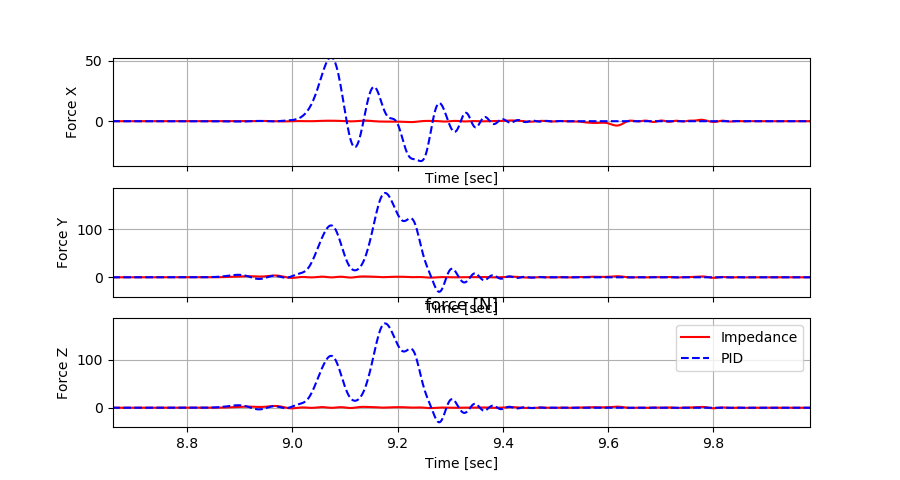 50
0
Force X
Time [sec]
100
0
Force Y
Time [sec]
force [N]
100
0
Force Z
Impedance
PID
8.8 9.0 9.2 9.4 9.6 9.8
Time [sec]